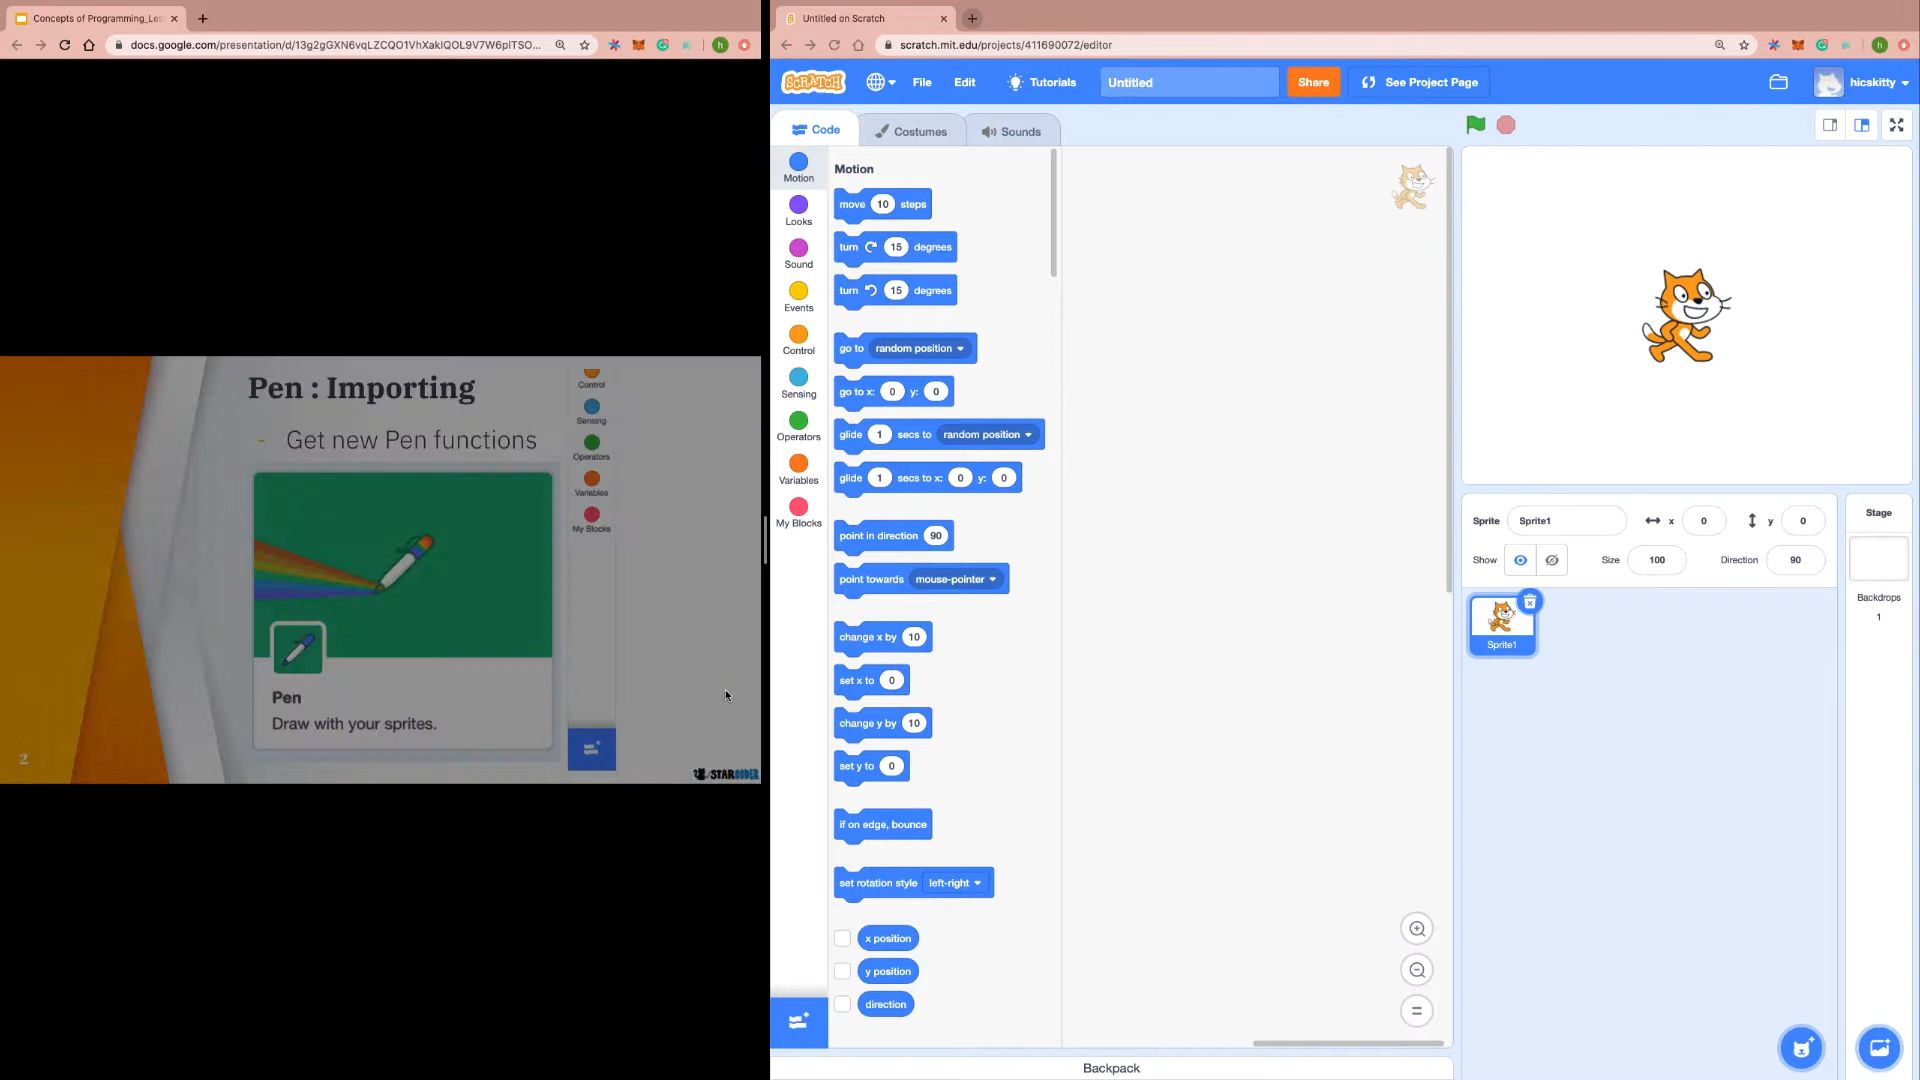 Concepts of Programming_Les
docs.google.com/presentation/d/13g2gGXN6vqLZCQO1VhXakIQOL9V7W6pITSO...
h
Pen : Importing
- Get new Pen functions
Control
Sensing
Operators
Variables
My Blocks
Pen
Draw with your sprites.
2
STARCODER
Untitled on Scratch
scratch.mit.edu/projects/411690072/editor
h
SCRATCH
File
Edit
Tutorials
Untitled
Share
See Project Page
hicskitty
Code
Costumes
Sounds
Motion
Looks
Sound
Events
Control
Sensing
Operators
Variables
My Blocks
Motion
move 10 steps
turn 15 degrees
turn 15 degrees
go to random position
go to x: 0 y: 0
glide 1 secs to random position
glide 1 secs to x: 0 y: 0
point in direction 90
point towards mouse-pointer
change x by 10
set x to 0
change y by 10
set y to 0
if on edge, bounce
set rotation style left-right
x position
y position
direction
Backpack
Sprite Sprite1 x 0 y 0
Show Size 100 Direction 90
Sprite1
Stage
Backdrops
1